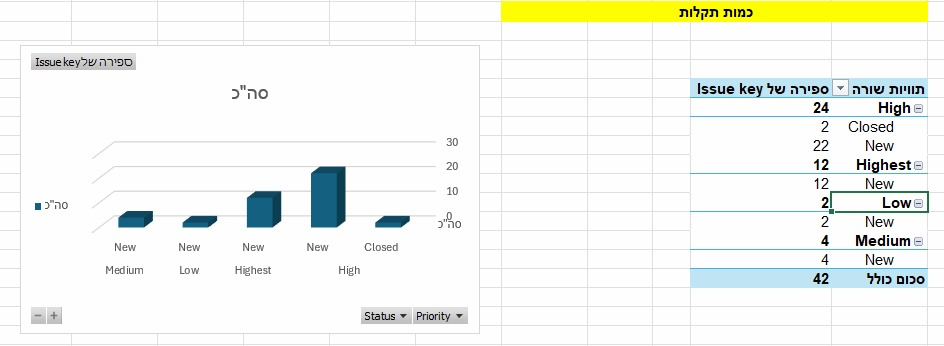 כמות תקלות
תוויות שורה ספירה של Issue key
High 24
Closed 2
New 22
Highest 12
New 12
Low 2
New 2
Medium 4
New 4
סכום כולל 42
ספירה של Issue key
סה"כ
30
20
10
0
סה"כ
סה"כ
New New New New Closed
Medium Low Highest High
Status Priority